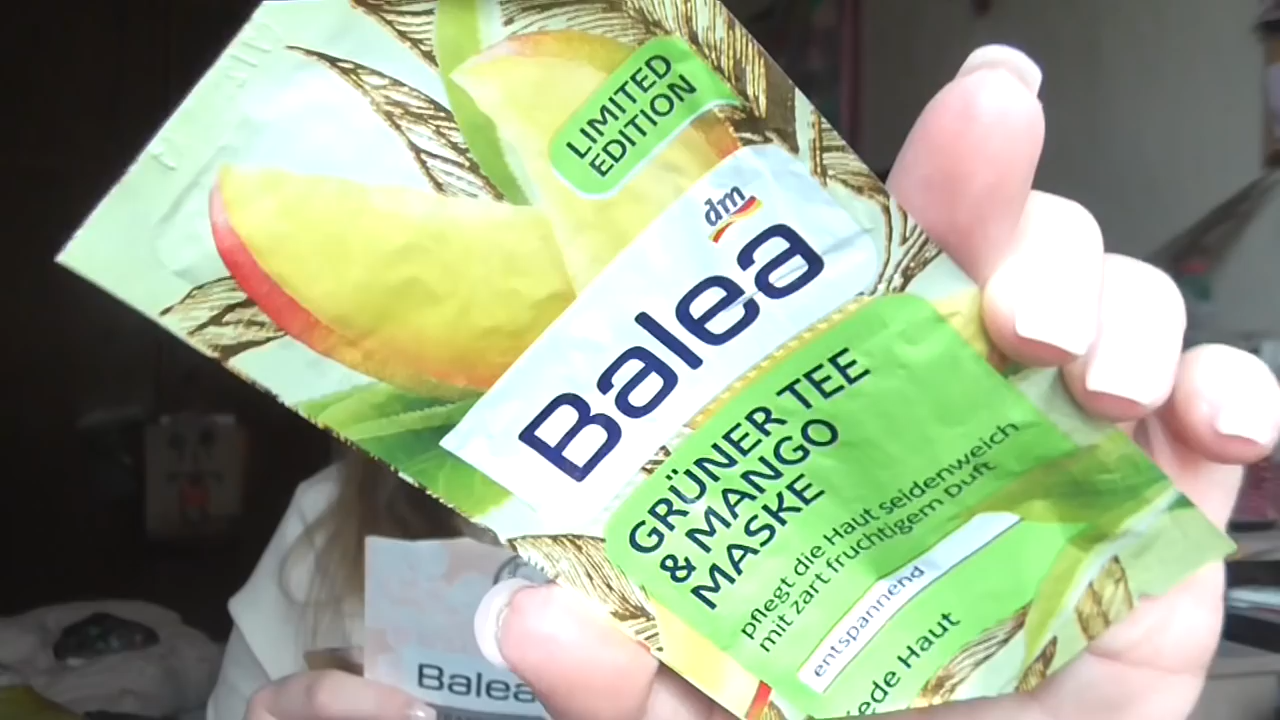 LIMITED
EDITION
dm
Balea
GRÜNER TEE
& MANGO
MASKE
pflegt die Haut seidenweich
mit zart fruchtigem Duft
entspannend
Haut
Balea